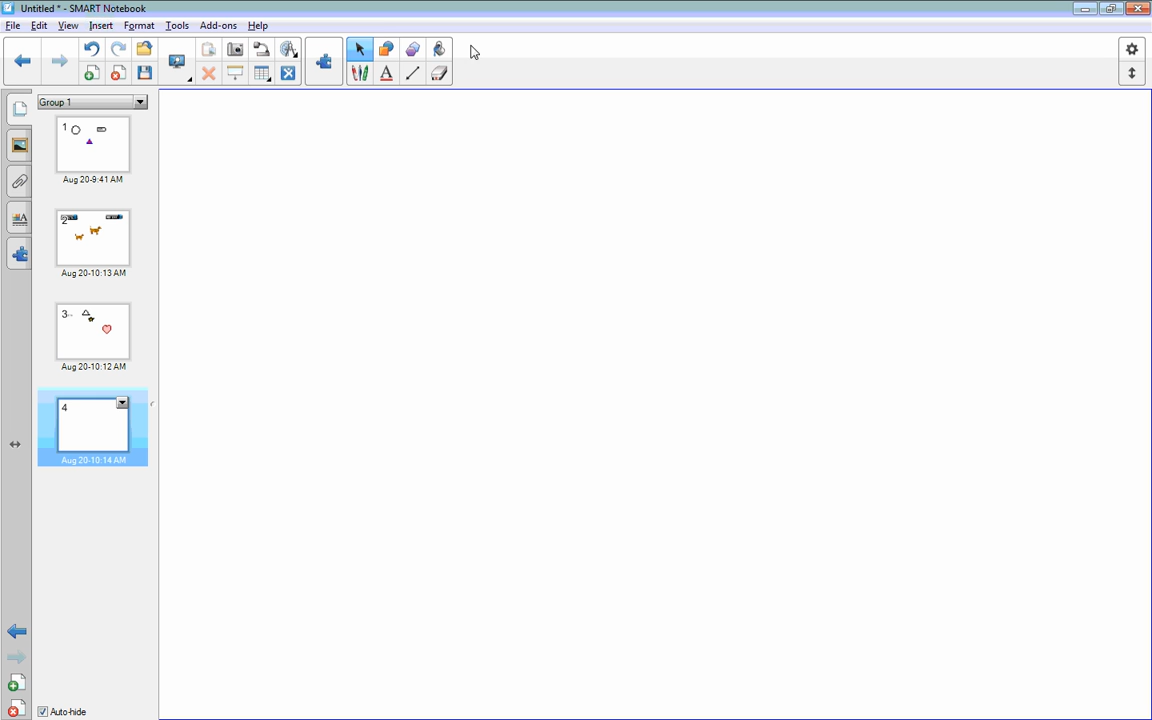 Untitled * - SMART Notebook
File Edit View Insert Format Tools Add-ons Help
Group 1
1
Aug 20-9:41 AM
2
Aug 20-10:13 AM
3
Aug 20-10:12 AM
4
Aug 20-10:14 AM
Auto-hide